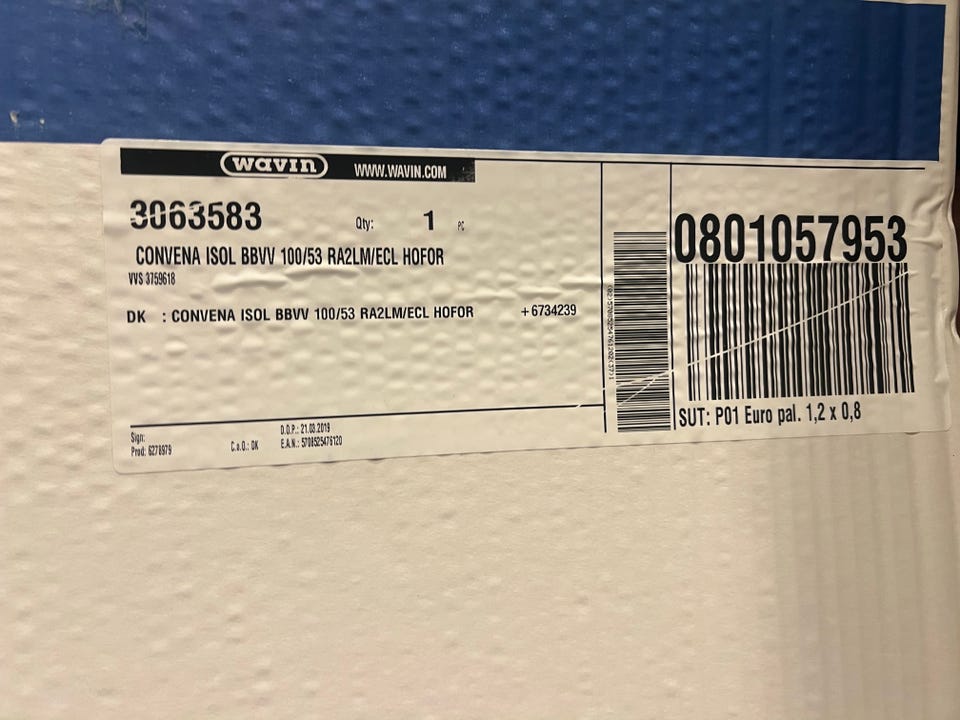 wavin WWW.WAVIN.COM
3063583 Qty: 1 PC
CONVENA ISOL BBVV 100/53 RA2LM/ECL HOFOR
VVS 3759618
DK : CONVENA ISOL BBVV 100/53 RA2LM/ECL HOFOR +6734239
Sign:
Prod: 6278979
C.o.O.: DK
D.O.P.: 21.03.2019
E.A.N.: 5708525476120
0801057953
SUT: P01 Euro pal. 1,2 x 0,8